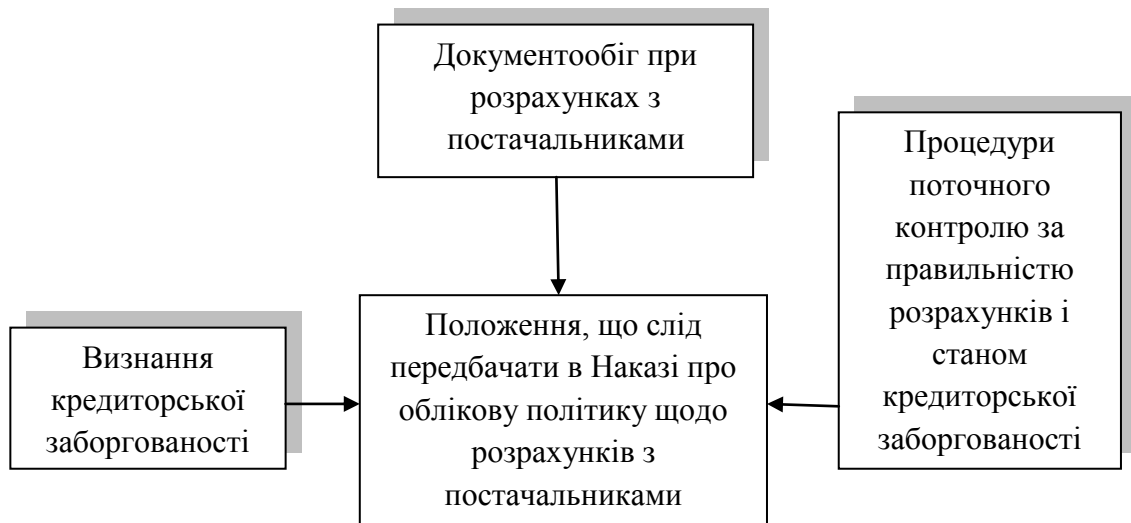 Документообіг при
розрахунках з
постачальниками
Процедури
поточного
контролю за
правильністю
розрахунків і
станом
кредиторської
заборгованості
Визнання
кредиторської
заборгованості
Положення, що слід
передбачати в Наказі про
облікову політику щодо
розрахунків з
постачальниками